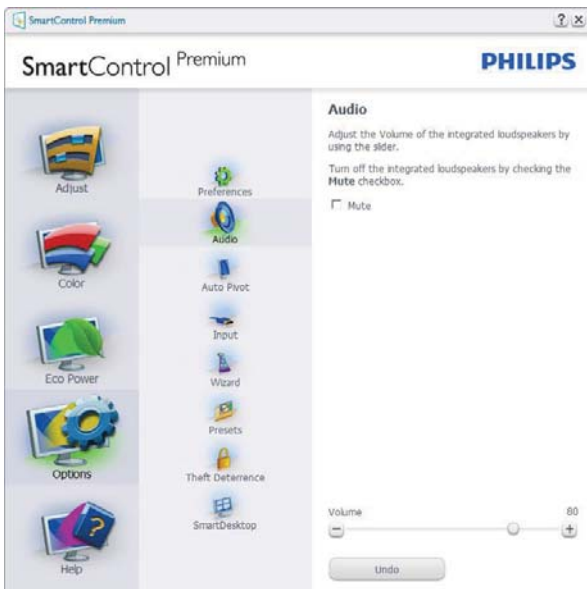 SmartControl Premium
? x
SmartControl Premium
PHILIPS
Adjust
Color
Eco Power
Options
Help
Preferences
Audio
Auto Pivot
Input
Wizard
Presets
Theft Deterrence
SmartDesktop
Audio
Adjust the Volume of the integrated loudspeakers by
using the slider.
Turn off the integrated loudspeakers by checking the
Mute checkbox.
Mute
Volume 80
Undo